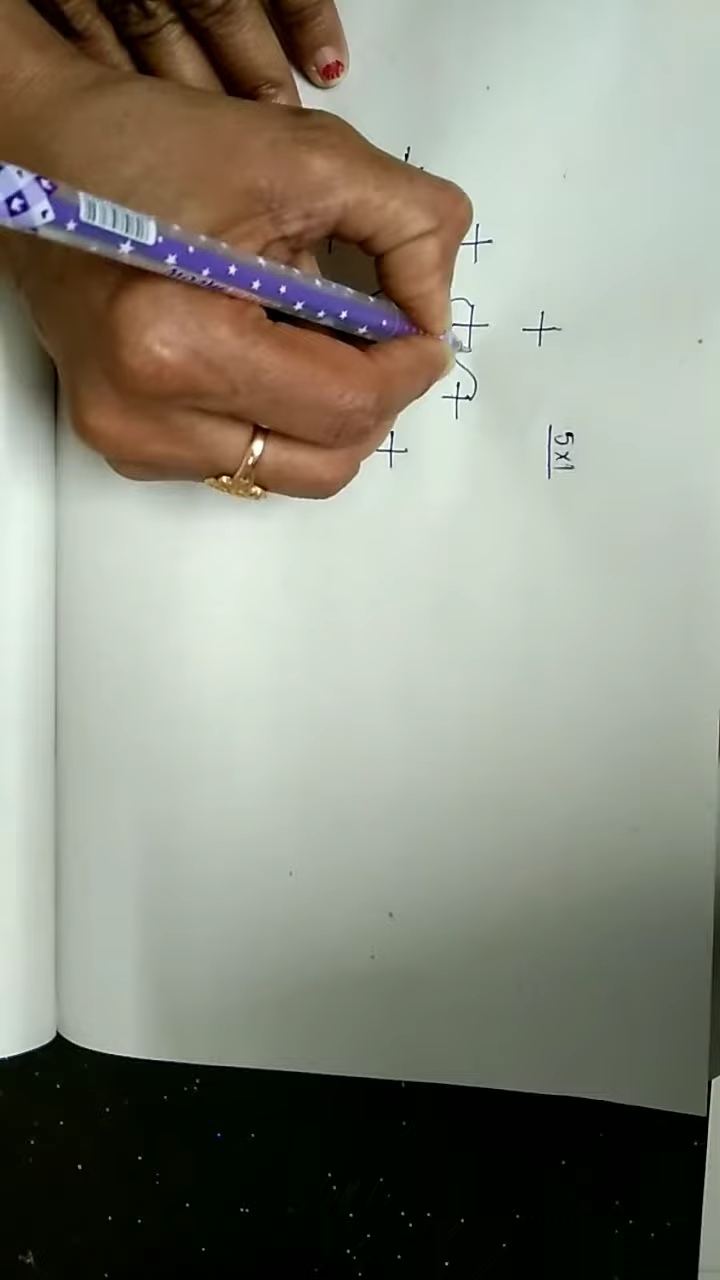 5x1
+
+ + +
+